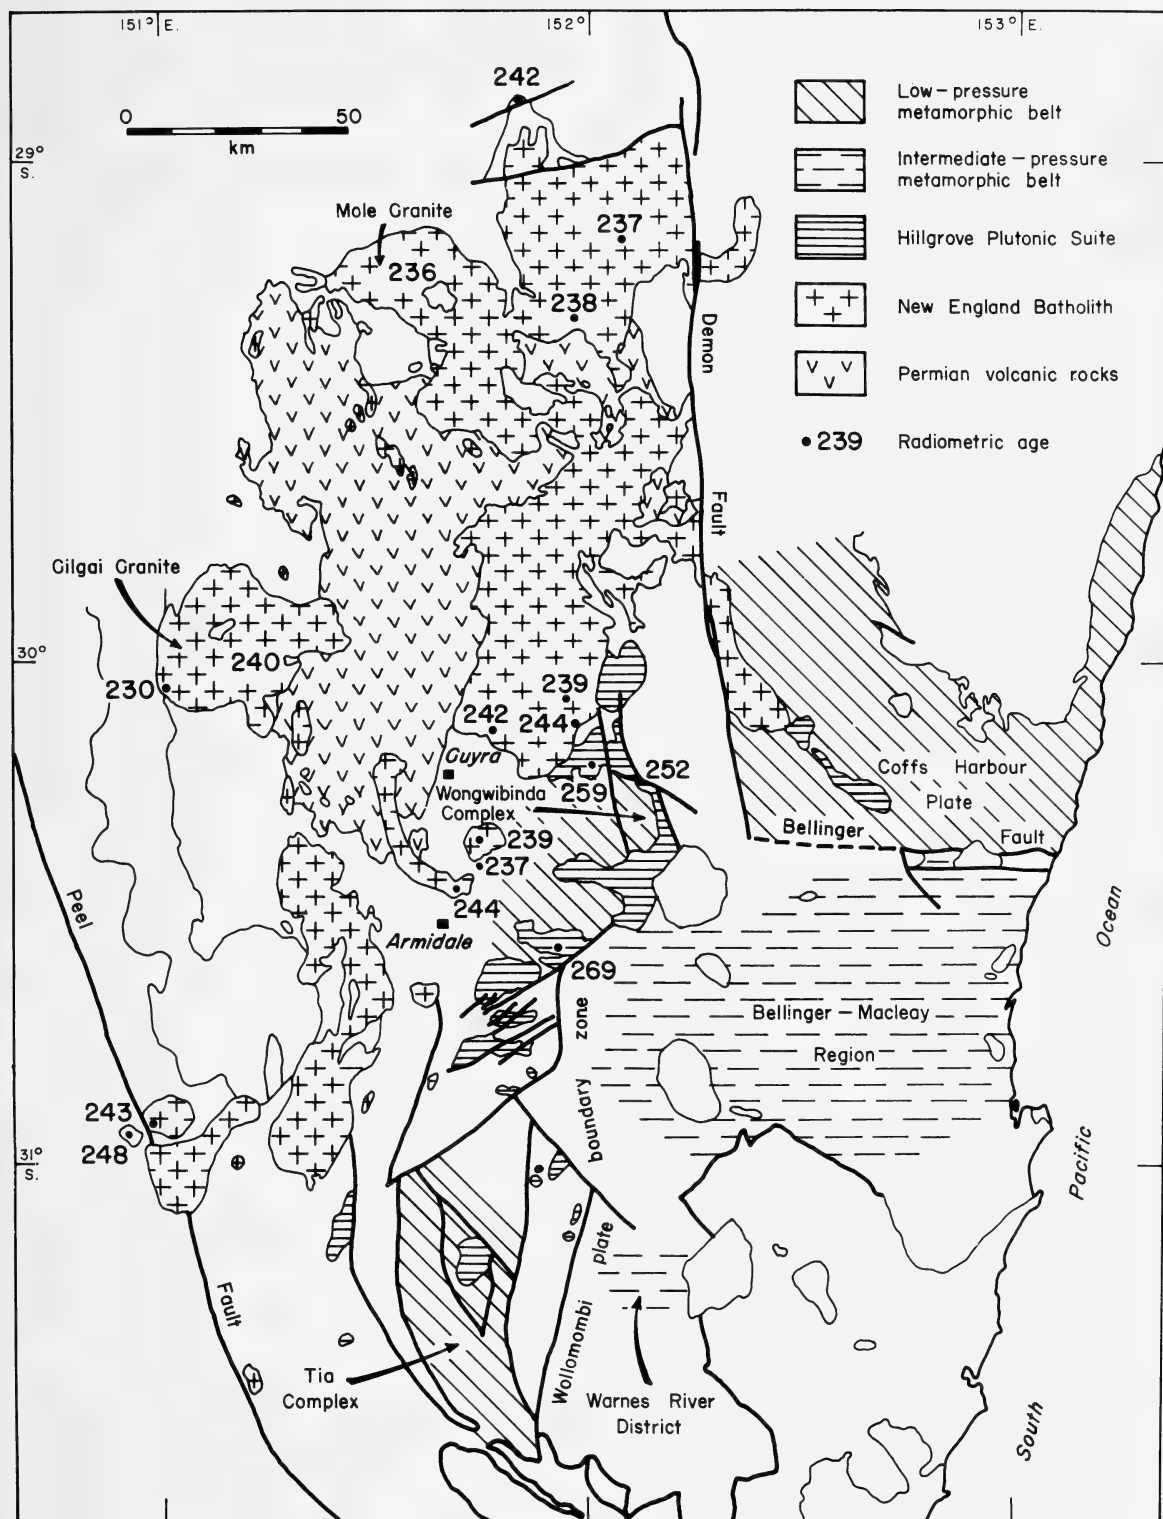 151° E.
152°
153° E.
242
0 50
km
Low-pressure
metamorphic belt
29°
S.
Intermediate-pressure
metamorphic belt
Mole Granite
237
Hillgrove Plutonic Suite
236
238
New England Batholith
Demon
Permian volcanic rocks
239 Radiometric age
Fault
Gilgai Granite
30°
240
230
239
242
244
Guyra
252
Coffs Harbour
Plate
Wongwibinda
Complex
259
Bellinger
Fault
239
237
Peel
244
Armidale
Ocean
269
zone
Bellinger-Macleay
Region
boundary
243
248
31°
S.
Pacific
plate
Fault
Wollomombi
Tia
Complex
Warnes River
District
South